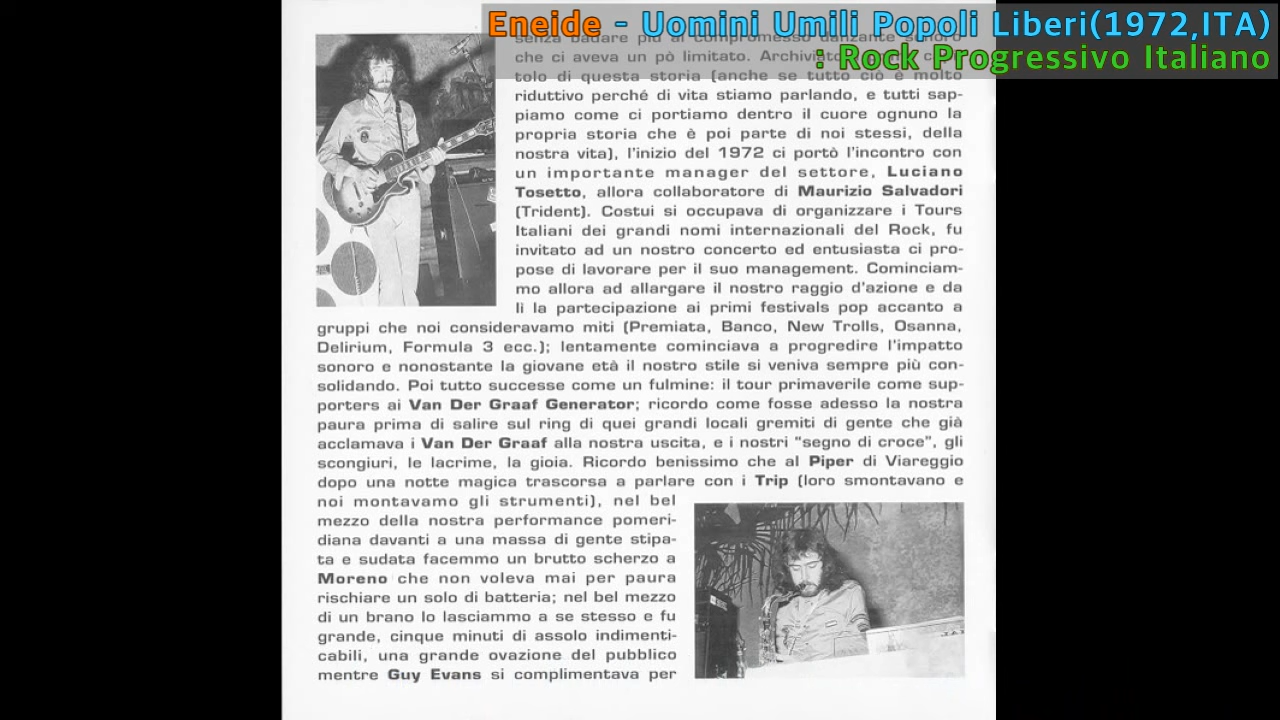 Eneide - Uomini Umili Popoli Liberi(1972,ITA)
: Rock Progressivo Italiano
senza badare più al compromesso danzante sonoro
che ci aveva un pò limitato. Archiviato
tolo di questa storia (anche se tutto ciò è molto
riduttivo perché di vita stiamo parlando, e tutti sap-
piamo come ci portiamo dentro il cuore ognuno la
propria storia che è poi parte di noi stessi, della
nostra vita), l'inizio del 1972 ci portò l'incontro con
un importante manager del settore, Luciano
Tosetto, allora collaboratore di Maurizio Salvadori
(Trident). Costui si occupava di organizzare i Tours
Italiani dei grandi nomi internazionali del Rock, fu
invitato ad un nostro concerto ed entusiasta ci pro-
pose di lavorare per il suo management. Cominciam-
mo allora ad allargare il nostro raggio d'azione e da
lì la partecipazione ai primi festivals pop accanto a
gruppi che noi consideravamo miti (Premiata, Banco, New Trolls, Osanna,
Delirium, Formula 3 ecc.); lentamente cominciava a progredire l'impatto
sonoro e nonostante la giovane età il nostro stile si veniva sempre più con-
solidando. Poi tutto successe come un fulmine: il tour primaverile come sup-
porters ai Van Der Graaf Generator; ricordo come fosse adesso la nostra
paura prima di salire sul ring di quei grandi locali gremiti di gente che già
acclamava i Van Der Graaf alla nostra uscita, e i nostri "segno di croce", gli
scongiuri, le lacrime, la gioia. Ricordo benissimo che al Piper di Viareggio
dopo una notte magica trascorsa a parlare con i Trip (loro smontavano e
noi montavamo gli strumenti), nel bel
mezzo della nostra performance pomeri-
diana davanti a una massa di gente stipa-
ta e sudata facemmo un brutto scherzo a
Moreno che non voleva mai per paura
rischiare un solo di batteria; nel bel mezzo
di un brano lo lasciammo a se stesso e fu
grande, cinque minuti di assolo indimenti-
cabili, una grande ovazione del pubblico
mentre Guy Evans si complimentava per